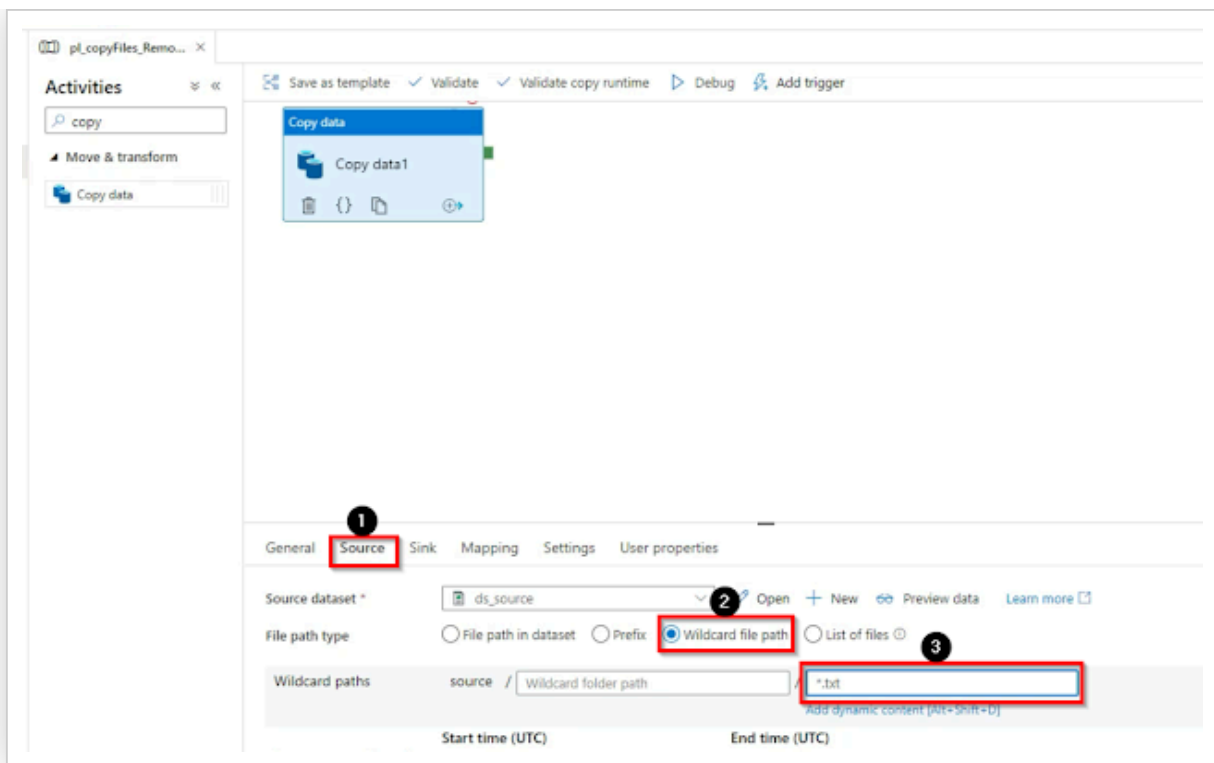 pl_copyFiles_Remo... ×
Activities
Save as template Validate Validate copy runtime Debug Add trigger
copy
Copy data
Move & transform
Copy data1
Copy data
{}
1
General Source Sink Mapping Settings User properties
Source dataset * ds_source 2 Open + New Preview data Learn more
File path type File path in dataset Prefix Wildcard file path List of files
3
Wildcard paths source / Wildcard folder path / *.txt
Add dynamic content [Alt+Shift+D]
Start time (UTC) End time (UTC)